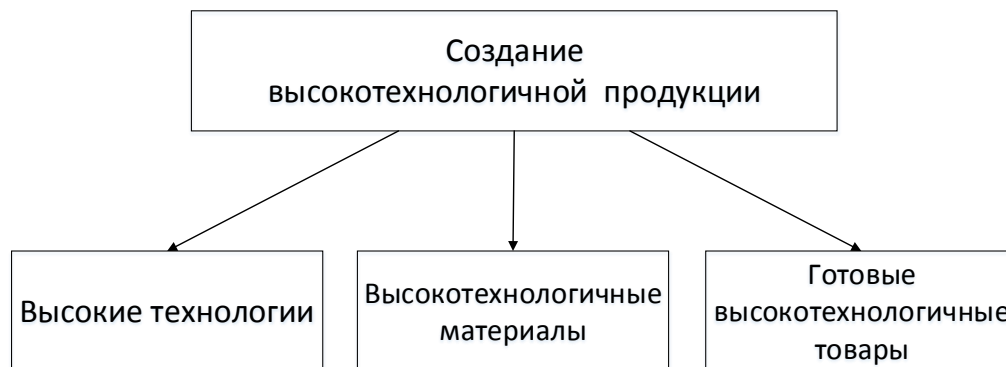 Создание
высокотехнологичной продукции
Высокие технологии
Высокотехнологичные
материалы
Готовые
высокотехнологичные
товары